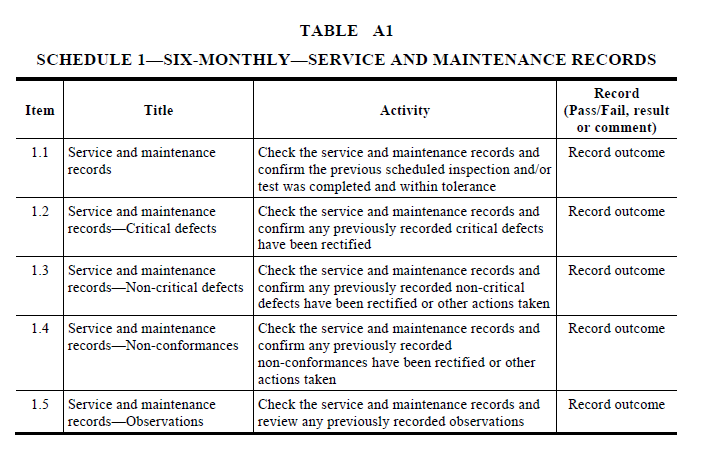 TABLE A1
SCHEDULE 1—SIX-MONTHLY—SERVICE AND MAINTENANCE RECORDS
Item
Title
Activity
Record
(Pass/Fail, result
or comment)
1.1
Service and maintenance
records
Check the service and maintenance records and
confirm the previous scheduled inspection and/or
test was completed and within tolerance
Record outcome
1.2
Service and maintenance
records—Critical defects
Check the service and maintenance records and
confirm any previously recorded critical defects
have been rectified
Record outcome
1.3
Service and maintenance
records—Non-critical defects
Check the service and maintenance records and
confirm any previously recorded non-critical
defects have been rectified or other actions taken
Record outcome
1.4
Service and maintenance
records—Non-conformances
Check the service and maintenance records and
confirm any previously recorded
non-conformances have been rectified or other
actions taken
Record outcome
1.5
Service and maintenance
records—Observations
Check the service and maintenance records and
review any previously recorded observations
Record outcome